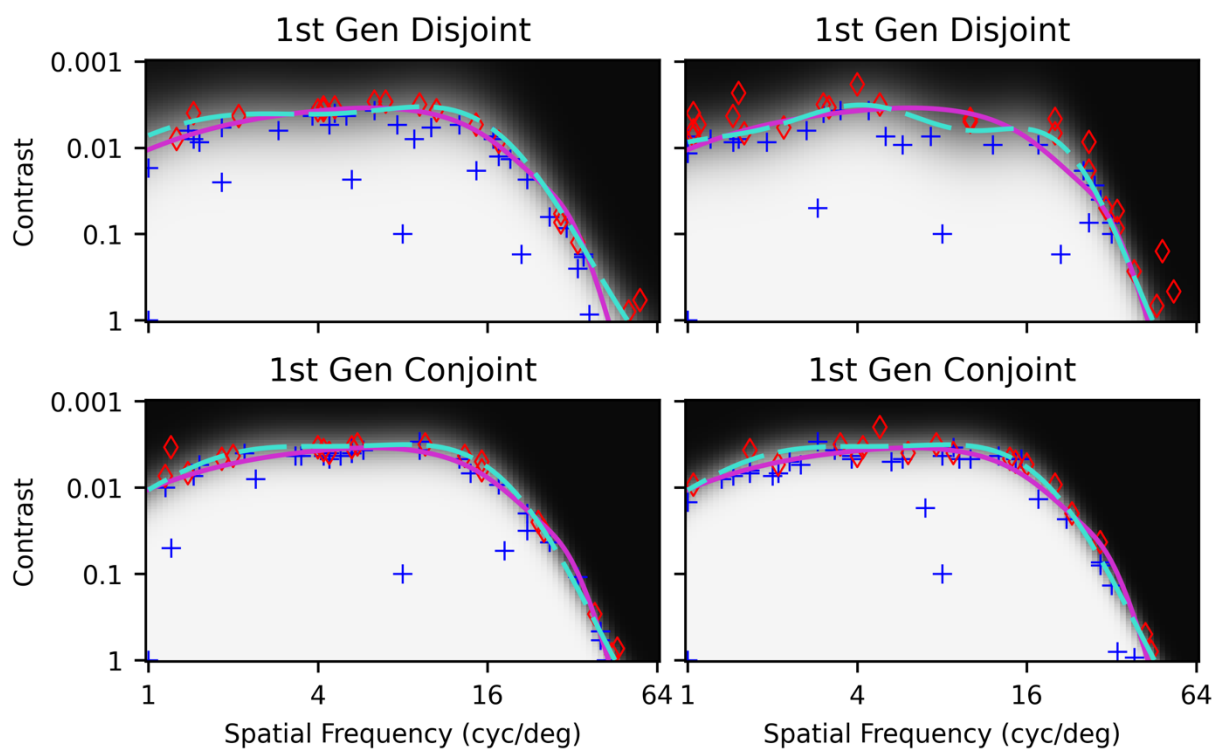 1st Gen Disjoint
1st Gen Disjoint
0.001
0.01
0.1
1
Contrast
1st Gen Conjoint
1st Gen Conjoint
0.001
0.01
0.1
1
Contrast
1 4 16 64
1 4 16 64
Spatial Frequency (cyc/deg)
Spatial Frequency (cyc/deg)